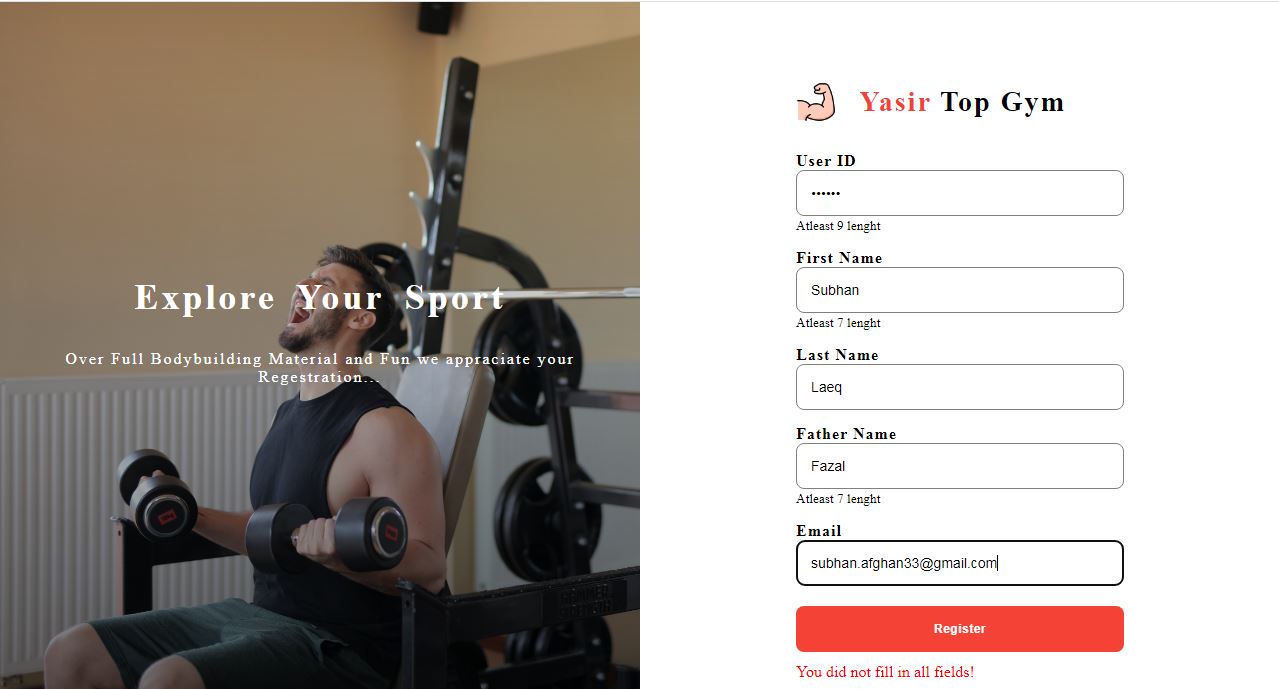 Yasir Top Gym
User ID
••••••
Atleast 9 lenght
First Name
Subhan
Atleast 7 lenght
Last Name
Laeq
Father Name
Fazal
Atleast 7 lenght
Email
subhan.afghan33@gmail.com
Register
You did not fill in all fields!
Explore Your Sport
Over Full Bodybuilding Material and Fun we appraciate your
Regestration...